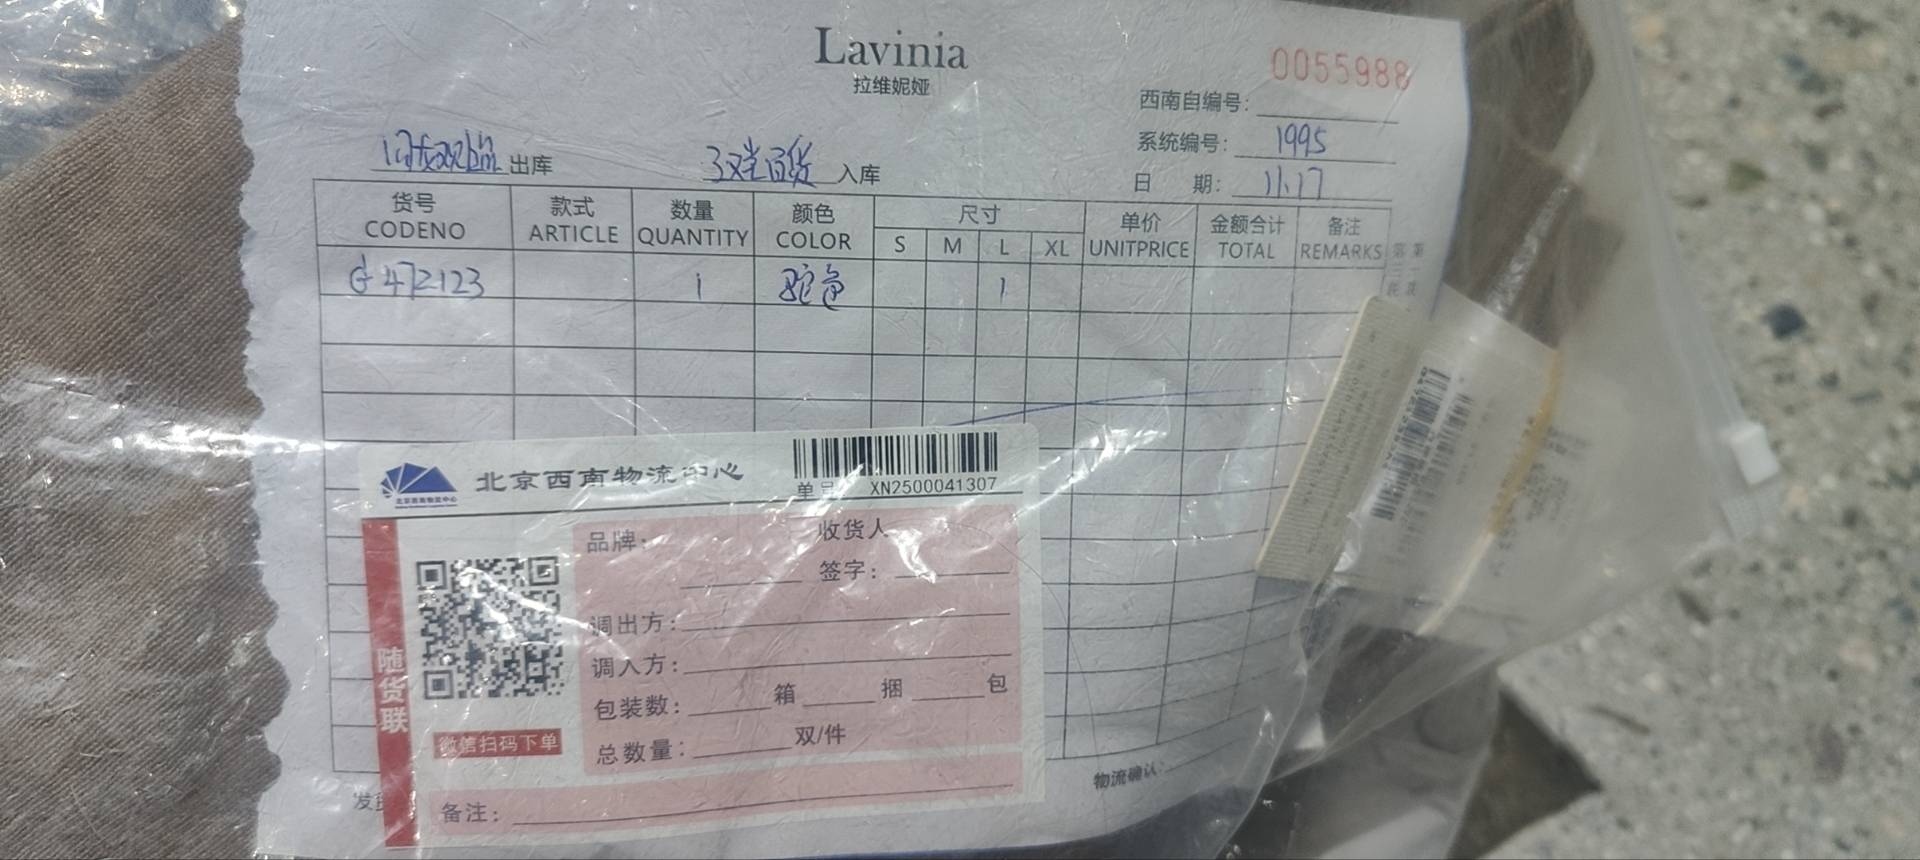 Lavinia
拉维妮娅
0055988
西南自编号:
系统编号: 1995
日 期: 11.17
出库 百货 入库
货号 款式 数量 颜色 尺寸 单价 金额合计 备注
CODENO ARTICLE QUANTITY COLOR S M L XL UNITPRICE TOTAL REMARKS
472123 1 驼色 1
北京西南物流中心
单号 XN2500041307
品牌: 收货人
签字:
调出方:
调入方:
包装数: 箱 捆 包
总数量: 双/件
随货联
微信扫码下单
备注:
物流确认: